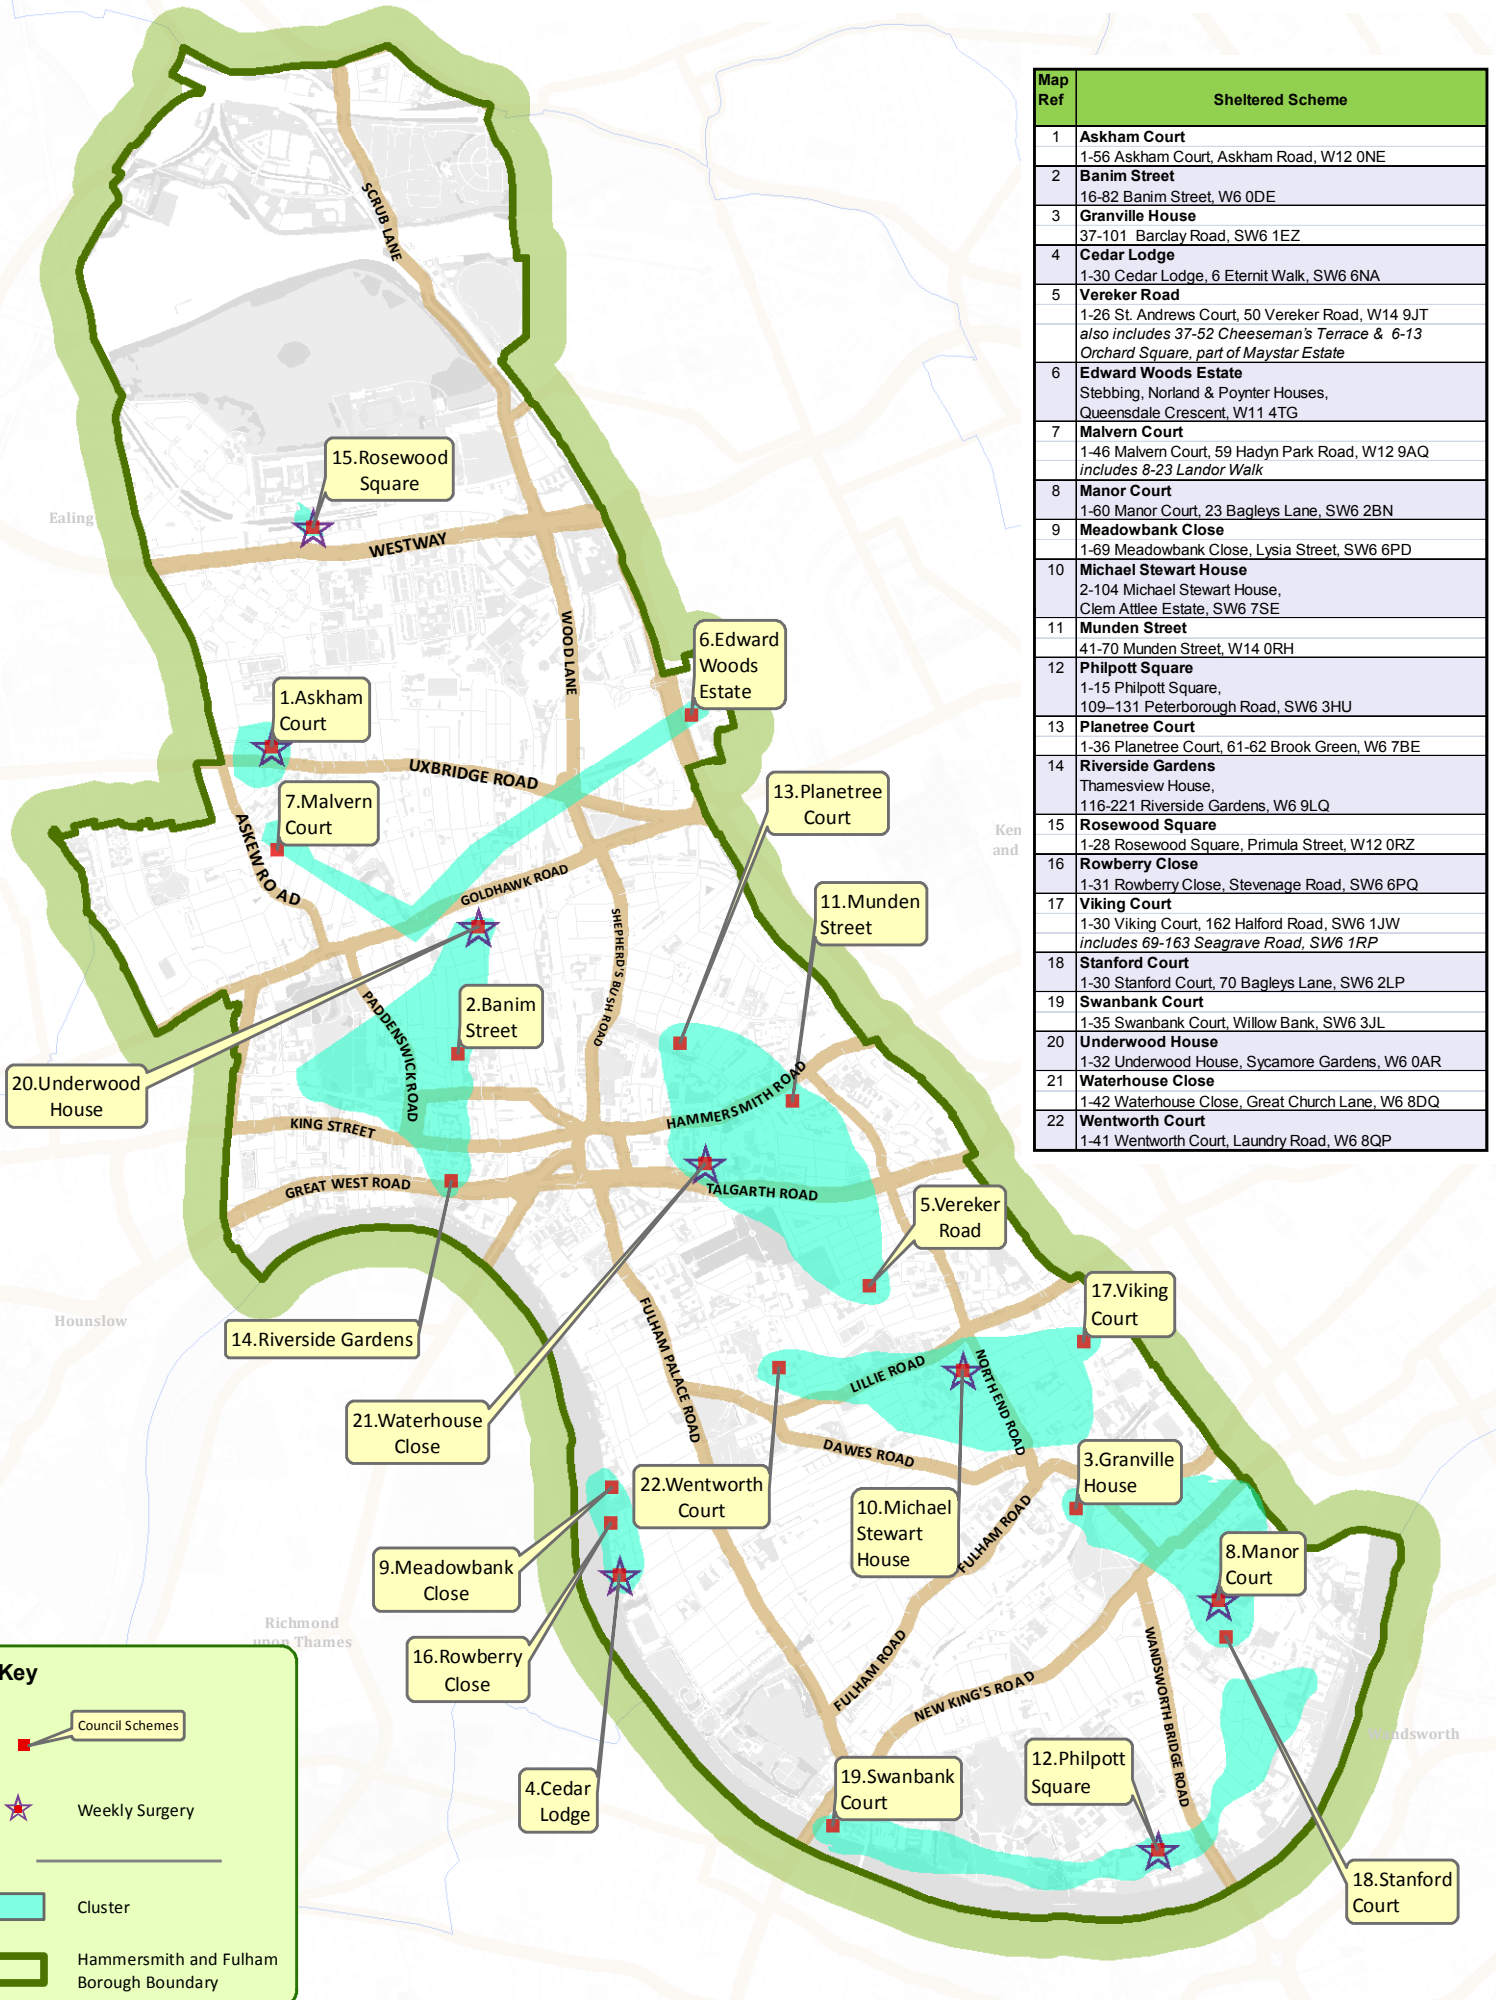 Map
Ref
Sheltered Scheme
1 Askham Court
1-56 Askham Court, Askham Road, W12 0NE
2 Banim Street
16-82 Banim Street, W6 0DE
3 Granville House
37-101 Barclay Road, SW6 1EZ
4 Cedar Lodge
1-30 Cedar Lodge, 6 Eternit Walk, SW6 6NA
5 Vereker Road
1-26 St. Andrews Court, 50 Vereker Road, W14 9JT
also includes 37-52 Cheeseman's Terrace & 6-13
Orchard Square, part of Maystar Estate
6 Edward Woods Estate
Stebbing, Norland & Poynter Houses,
Queensdale Crescent, W11 4TG
7 Malvern Court
1-46 Malvern Court, 59 Hadyn Park Road, W12 9AQ
includes 8-23 Landor Walk
8 Manor Court
1-60 Manor Court, 23 Bagleys Lane, SW6 2BN
9 Meadowbank Close
1-69 Meadowbank Close, Lysia Street, SW6 6PD
10 Michael Stewart House
2-104 Michael Stewart House,
Clem Attlee Estate, SW6 7SE
11 Munden Street
41-70 Munden Street, W14 0RH
12 Philpott Square
1-15 Philpott Square,
109–131 Peterborough Road, SW6 3HU
13 Planetree Court
1-36 Planetree Court, 61-62 Brook Green, W6 7BE
14 Riverside Gardens
Thamesview House,
116-221 Riverside Gardens, W6 9LQ
15 Rosewood Square
1-28 Rosewood Square, Primula Street, W12 0RZ
16 Rowberry Close
1-31 Rowberry Close, Stevenage Road, SW6 6PQ
17 Viking Court
1-30 Viking Court, 162 Halford Road, SW6 1JW
includes 69-163 Seagrave Road, SW6 1RP
18 Stanford Court
1-30 Stanford Court, 70 Bagleys Lane, SW6 2LP
19 Swanbank Court
1-35 Swanbank Court, Willow Bank, SW6 3JL
20 Underwood House
1-32 Underwood House, Sycamore Gardens, W6 0AR
21 Waterhouse Close
1-42 Waterhouse Close, Great Church Lane, W6 8DQ
22 Wentworth Court
1-41 Wentworth Court, Laundry Road, W6 8QP
SCRUB LANE
15.Rosewood
Square
Ealing
WESTWAY
WOOD LANE
6.Edward
Woods
Estate
1.Askham
Court
UXBRIDGE ROAD
7.Malvern
Court
13.Planetree
Court
ASKEW ROAD
Ken
and
GOLDHAWK ROAD
11.Munden
Street
SHEPHERD'S BUSH ROAD
2.Banim
Street
PADDENSWICK ROAD
20.Underwood
House
KING STREET
HAMMERSMITH ROAD
GREAT WEST ROAD
TALGARTH ROAD
5.Vereker
Road
17.Viking
Court
Hounslow
14.Riverside Gardens
FULHAM PALACE ROAD
LILLIE ROAD
NORTH END ROAD
21.Waterhouse
Close
DAWES ROAD
3.Granville
House
22.Wentworth
Court
10.Michael
Stewart
House
FULHAM ROAD
8.Manor
Court
9.Meadowbank
Close
Richmond
upon Thames
16.Rowberry
Close
FULHAM ROAD
NEW KING'S ROAD
WANDSWORTH BRIDGE ROAD
Wandsworth
12.Philpott
Square
19.Swanbank
Court
4.Cedar
Lodge
18.Stanford
Court
Key
Council Schemes
Weekly Surgery
Cluster
Hammersmith and Fulham
Borough Boundary